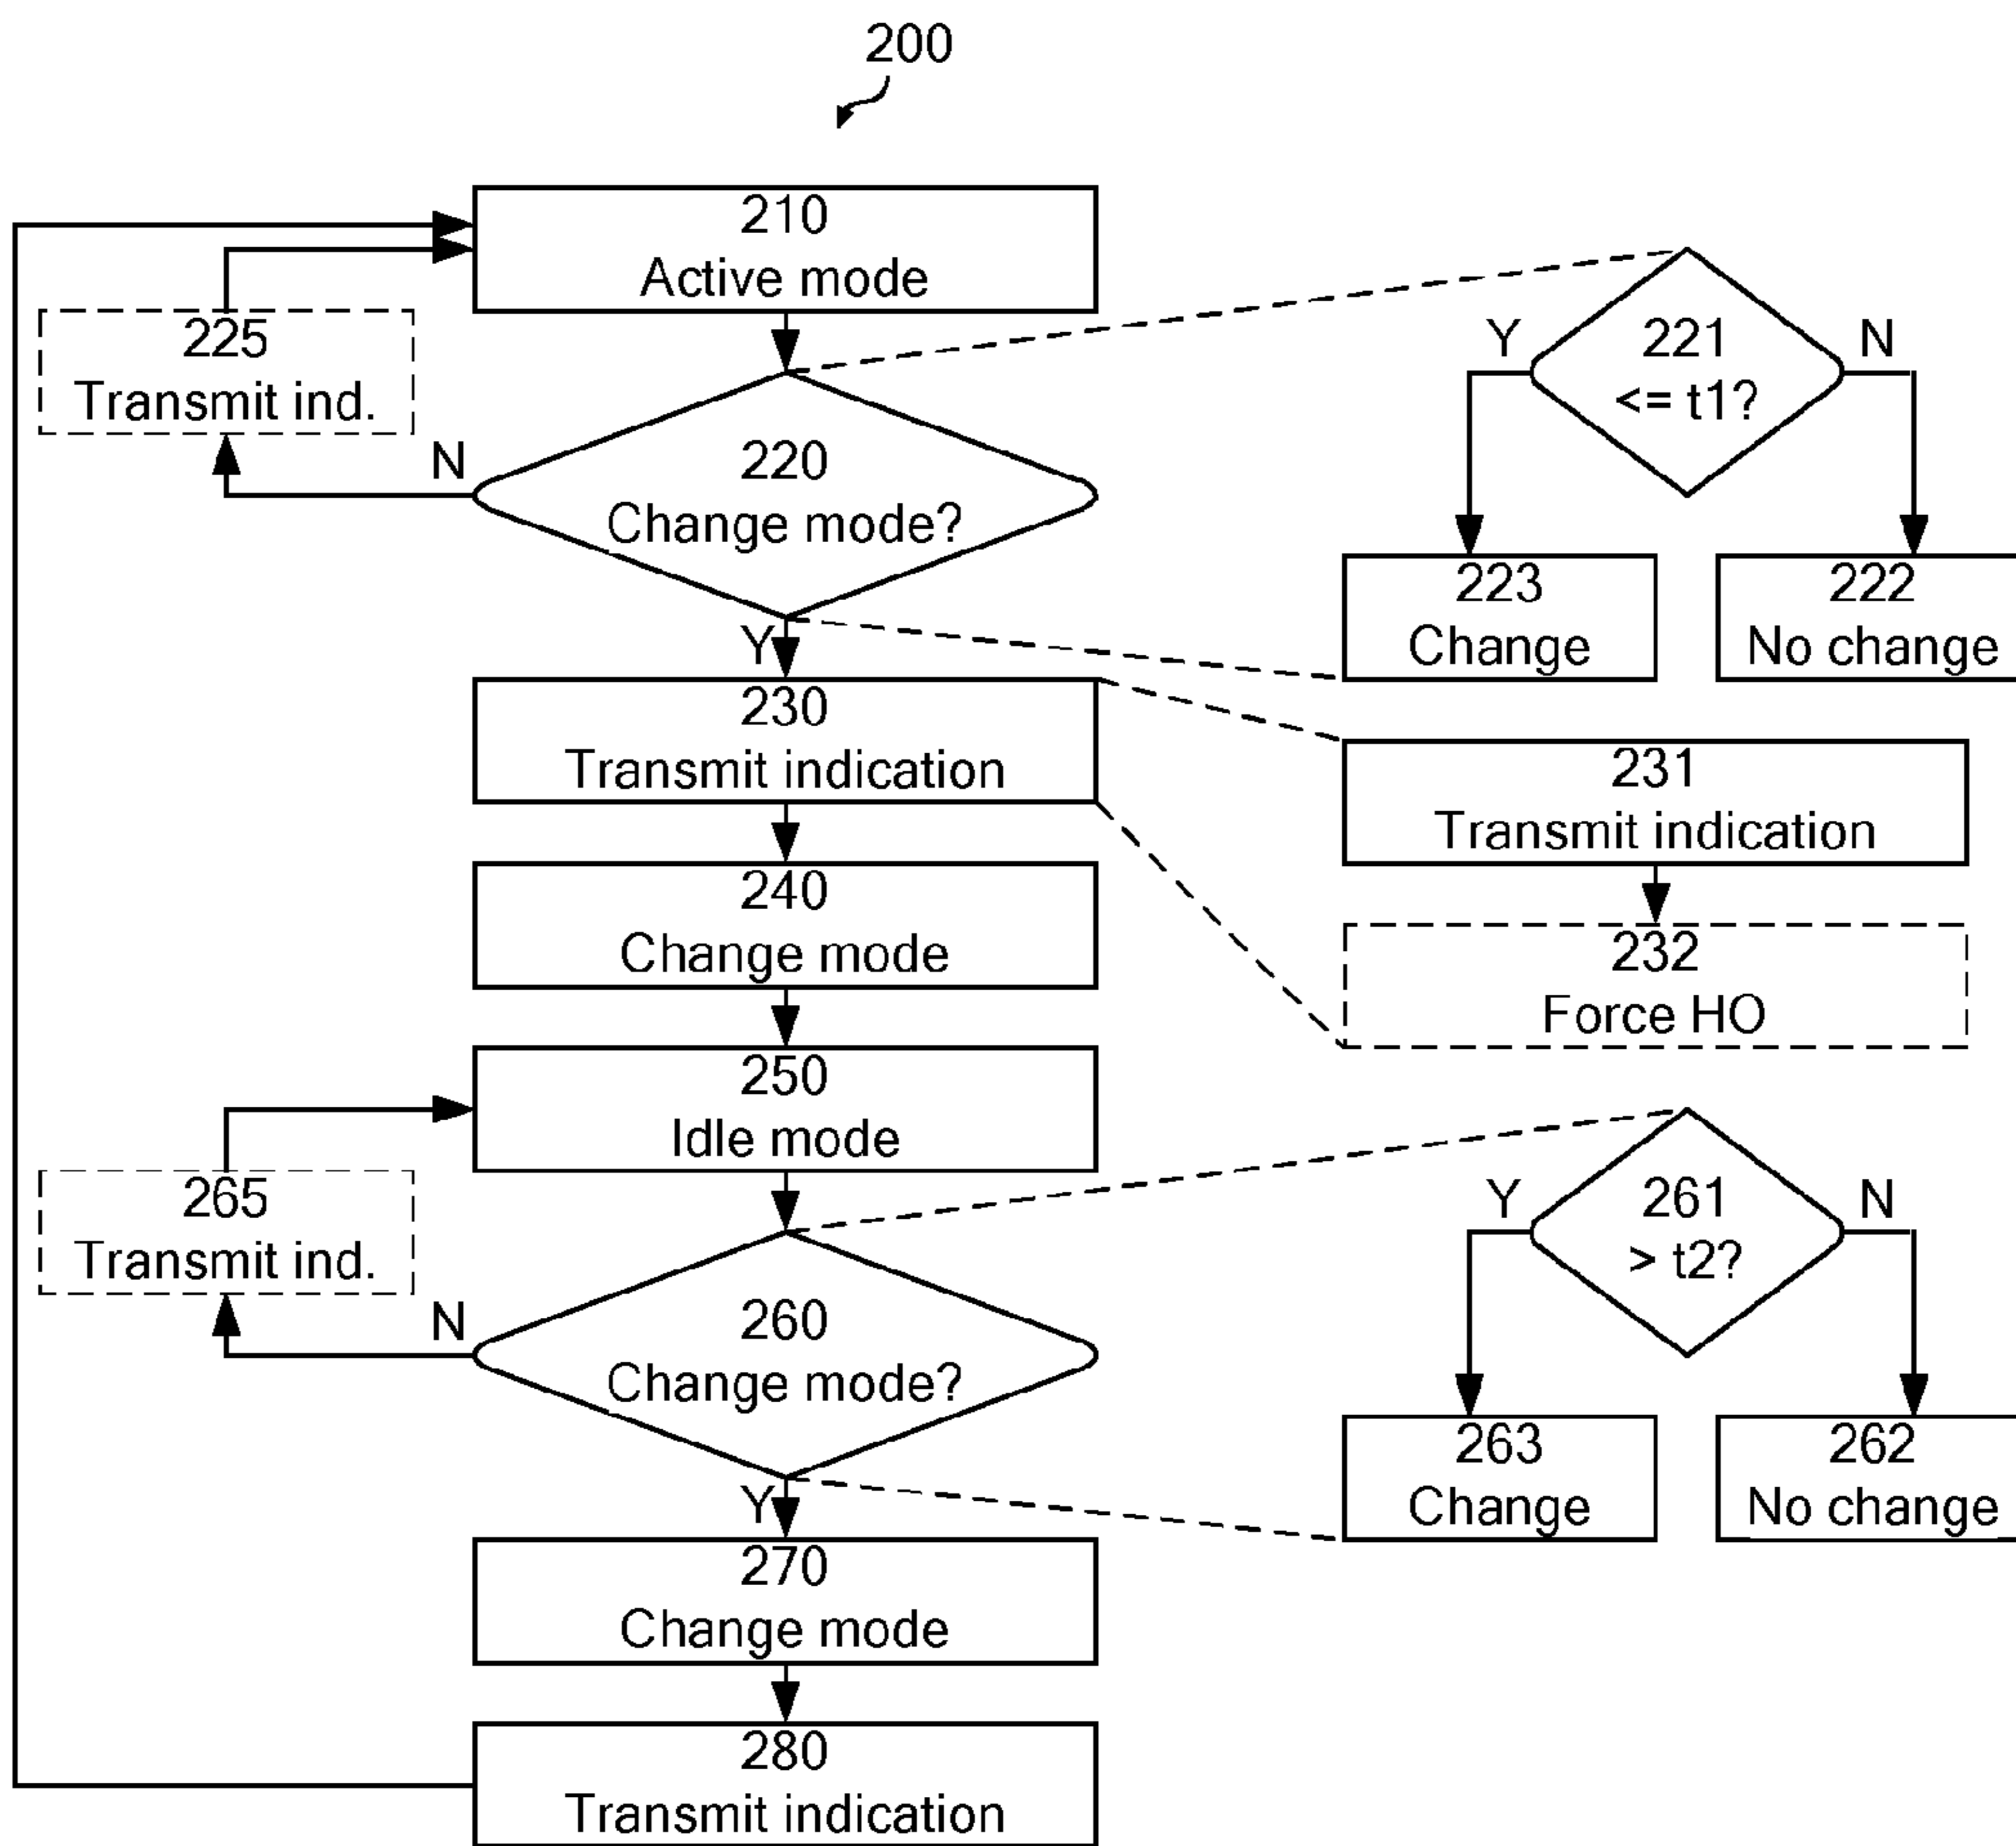 200
210
Active mode
225
Transmit ind.
N
220
Change mode?
Y
Y
221
<= t1?
N
223
Change
222
No change
230
Transmit indication
231
Transmit indication
240
Change mode
232
Force HO
250
Idle mode
265
Transmit ind.
N
260
Change mode?
Y
Y
261
> t2?
N
263
Change
262
No change
270
Change mode
280
Transmit indication